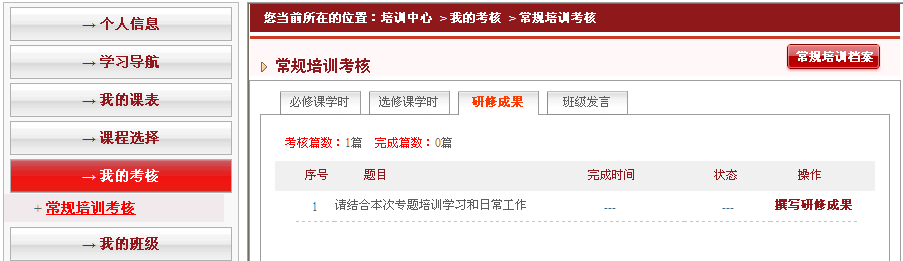 → 个人信息
→ 学习导航
→ 我的课表
→ 课程选择
→ 我的考核
+ 常规培训考核
→ 我的班级
您当前所在的位置：培训中心 >我的考核 >常规培训考核
常规培训考核
常规培训档案
必修课学时 选修课学时 研修成果 班级发言
考核篇数：1篇 完成篇数：0篇
序号 题目 完成时间 状态 操作
1 请结合本次专题培训学习和日常工作 --- --- 撰写研修成果